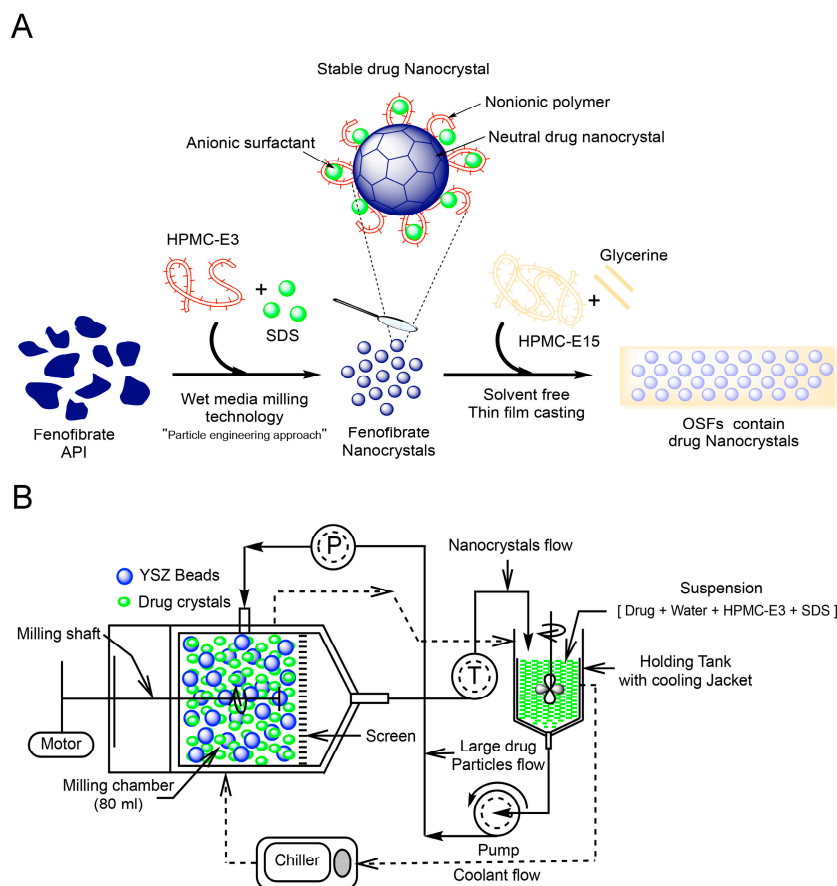 A
Stable drug Nanocrystal
Nonionic polymer
Anionic surfactant
Neutral drug nanocrystal
HPMC-E3
+
SDS
Glycerine
+
HPMC-E15
Fenofibrate
API
Wet media milling
technology
"Particle engineering approach"
Fenofibrate
Nanocrystals
Solvent free
Thin film casting
OSFs contain
drug Nanocrystals
B
P
Nanocrystals flow
YSZ Beads
Drug crystals
Suspension
[ Drug + Water + HPMC-E3 + SDS ]
Milling shaft
T
Holding Tank
with cooling Jacket
Motor
Screen
Large drug
Particles flow
Milling chamber
(80 ml)
Pump
Chiller
Coolant flow